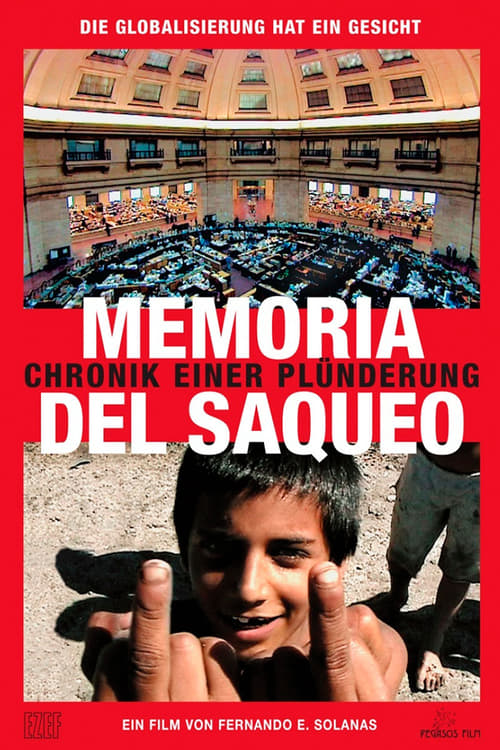 DIE GLOBALISIERUNG HAT EIN GESICHT
MEMORIA
CHRONIK EINER PLÜNDERUNG
DEL SAQUEO
EZEF
EIN FILM VON FERNANDO E. SOLANAS
PEGASOS FILM